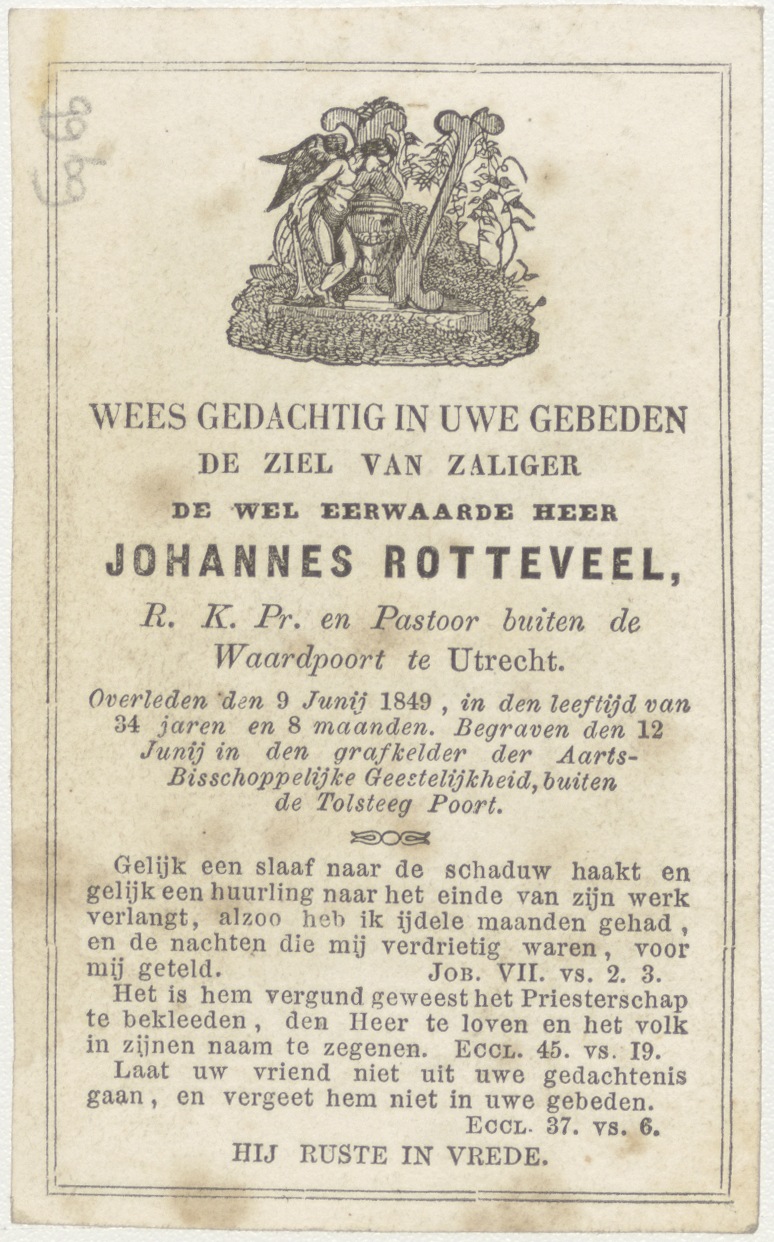 WEES GEDACHTIG IN UWE GEBEDEN
DE ZIEL VAN ZALIGER
DE WEL EERWAARDE HEER
JOHANNES ROTTEVEEL,
R. K. Pr. en Pastoor buiten de
Waardpoort te Utrecht.
Overleden den 9 Junij 1849, in den leeftijd van
34 jaren en 8 maanden. Begraven den 12
Junij in den grafkelder der Aarts-
Bisschoppelijke Geestelijkheid, buiten
de Tolsteeg Poort.
Gelijk een slaaf naar de schaduw haakt en
gelijk een huurling naar het einde van zijn werk
verlangt, alzoo heb ik ijdele maanden gehad,
en de nachten die mij verdrietig waren, voor
mij geteld. JOB. VII. vs. 2. 3.
Het is hem vergund geweest het Priesterschap
te bekleeden, den Heer te loven en het volk
in zijnen naam te zegenen. ECCL. 45. vs. 19.
Laat uw vriend niet uit uwe gedachtenis
gaan, en vergeet hem niet in uwe gebeden.
ECCL. 37. vs. 6.
HIJ RUSTE IN VREDE.